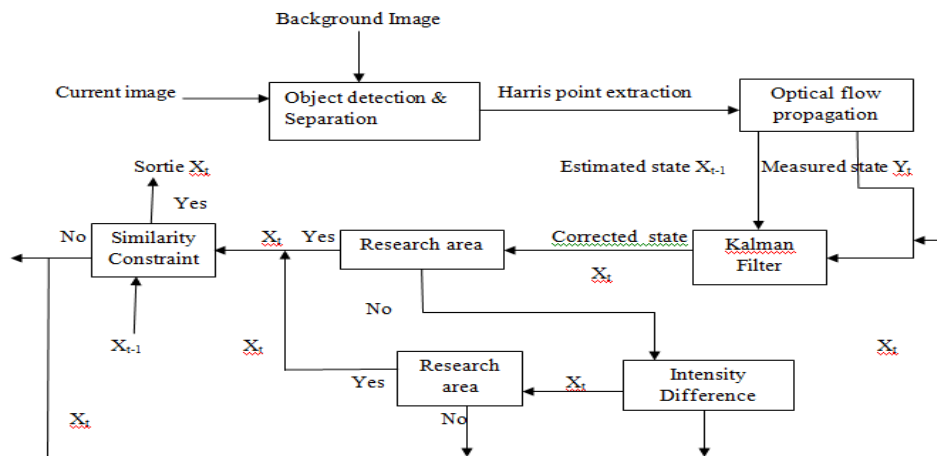 Background Image
Current image
Object detection &
Separation
Harris point extraction
Optical flow
propagation
Sortie Xt
Estimated state Xt-1
Measured state Yt
Yes
No
Similarity
Constraint
Xt
Yes
Research area
Corrected state
Xt
Kalman
Filter
No
Xt-1
Xt
Xt
Yes
Research
area
Xt
Intensity
Difference
Xt
No